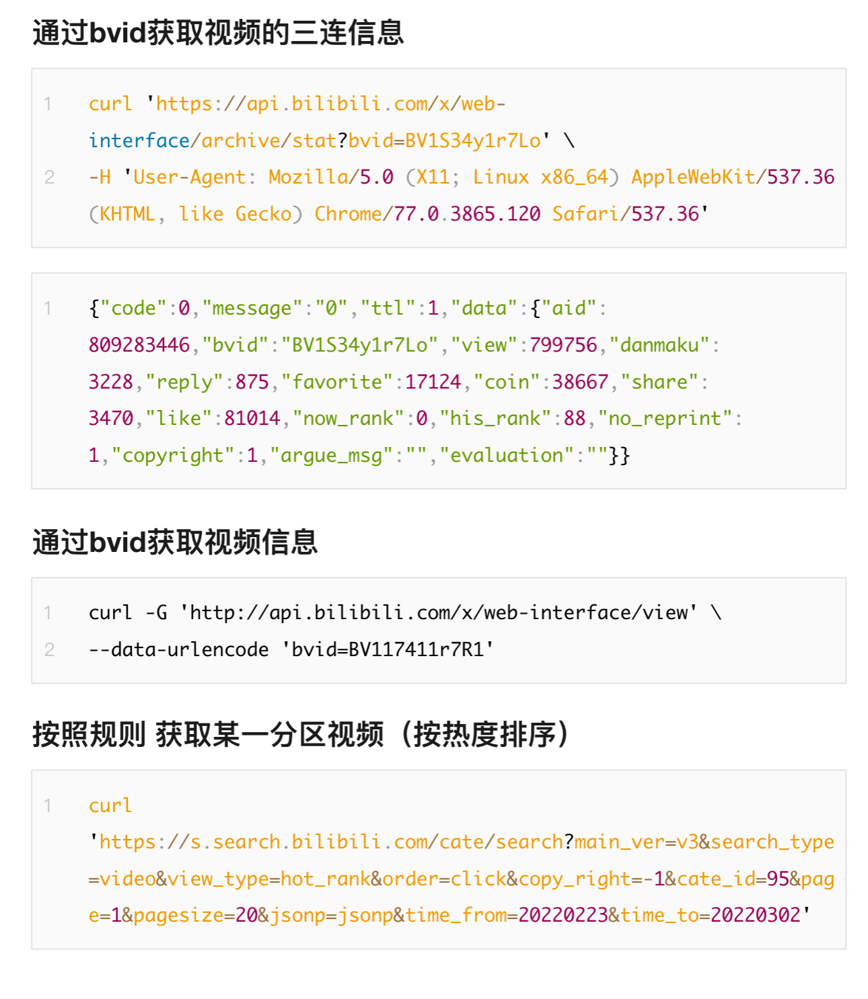 通过bvid获取视频的三连信息
1 curl 'https://api.bilibili.com/x/web-
interface/archive/stat?bvid=BV1S34y1r7Lo' \
2 -H 'User-Agent: Mozilla/5.0 (X11; Linux x86_64) AppleWebKit/537.36
(KHTML, like Gecko) Chrome/77.0.3865.120 Safari/537.36'
1 {"code":0,"message":"0","ttl":1,"data":{"aid":
809283446,"bvid":"BV1S34y1r7Lo","view":799756,"danmaku":
3228,"reply":875,"favorite":17124,"coin":38667,"share":
3470,"like":81014,"now_rank":0,"his_rank":88,"no_reprint":
1,"copyright":1,"argue_msg":"","evaluation":""}}
通过bvid获取视频信息
1 curl -G 'http://api.bilibili.com/x/web-interface/view' \
2 --data-urlencode 'bvid=BV117411r7R1'
按照规则 获取某一分区视频（按热度排序）
1 curl
'https://s.search.bilibili.com/cate/search?main_ver=v3&search_type
=video&view_type=hot_rank&order=click&copy_right=-1&cate_id=95&pag
e=1&pagesize=20&jsonp=jsonp&time_from=20220223&time_to=20220302'